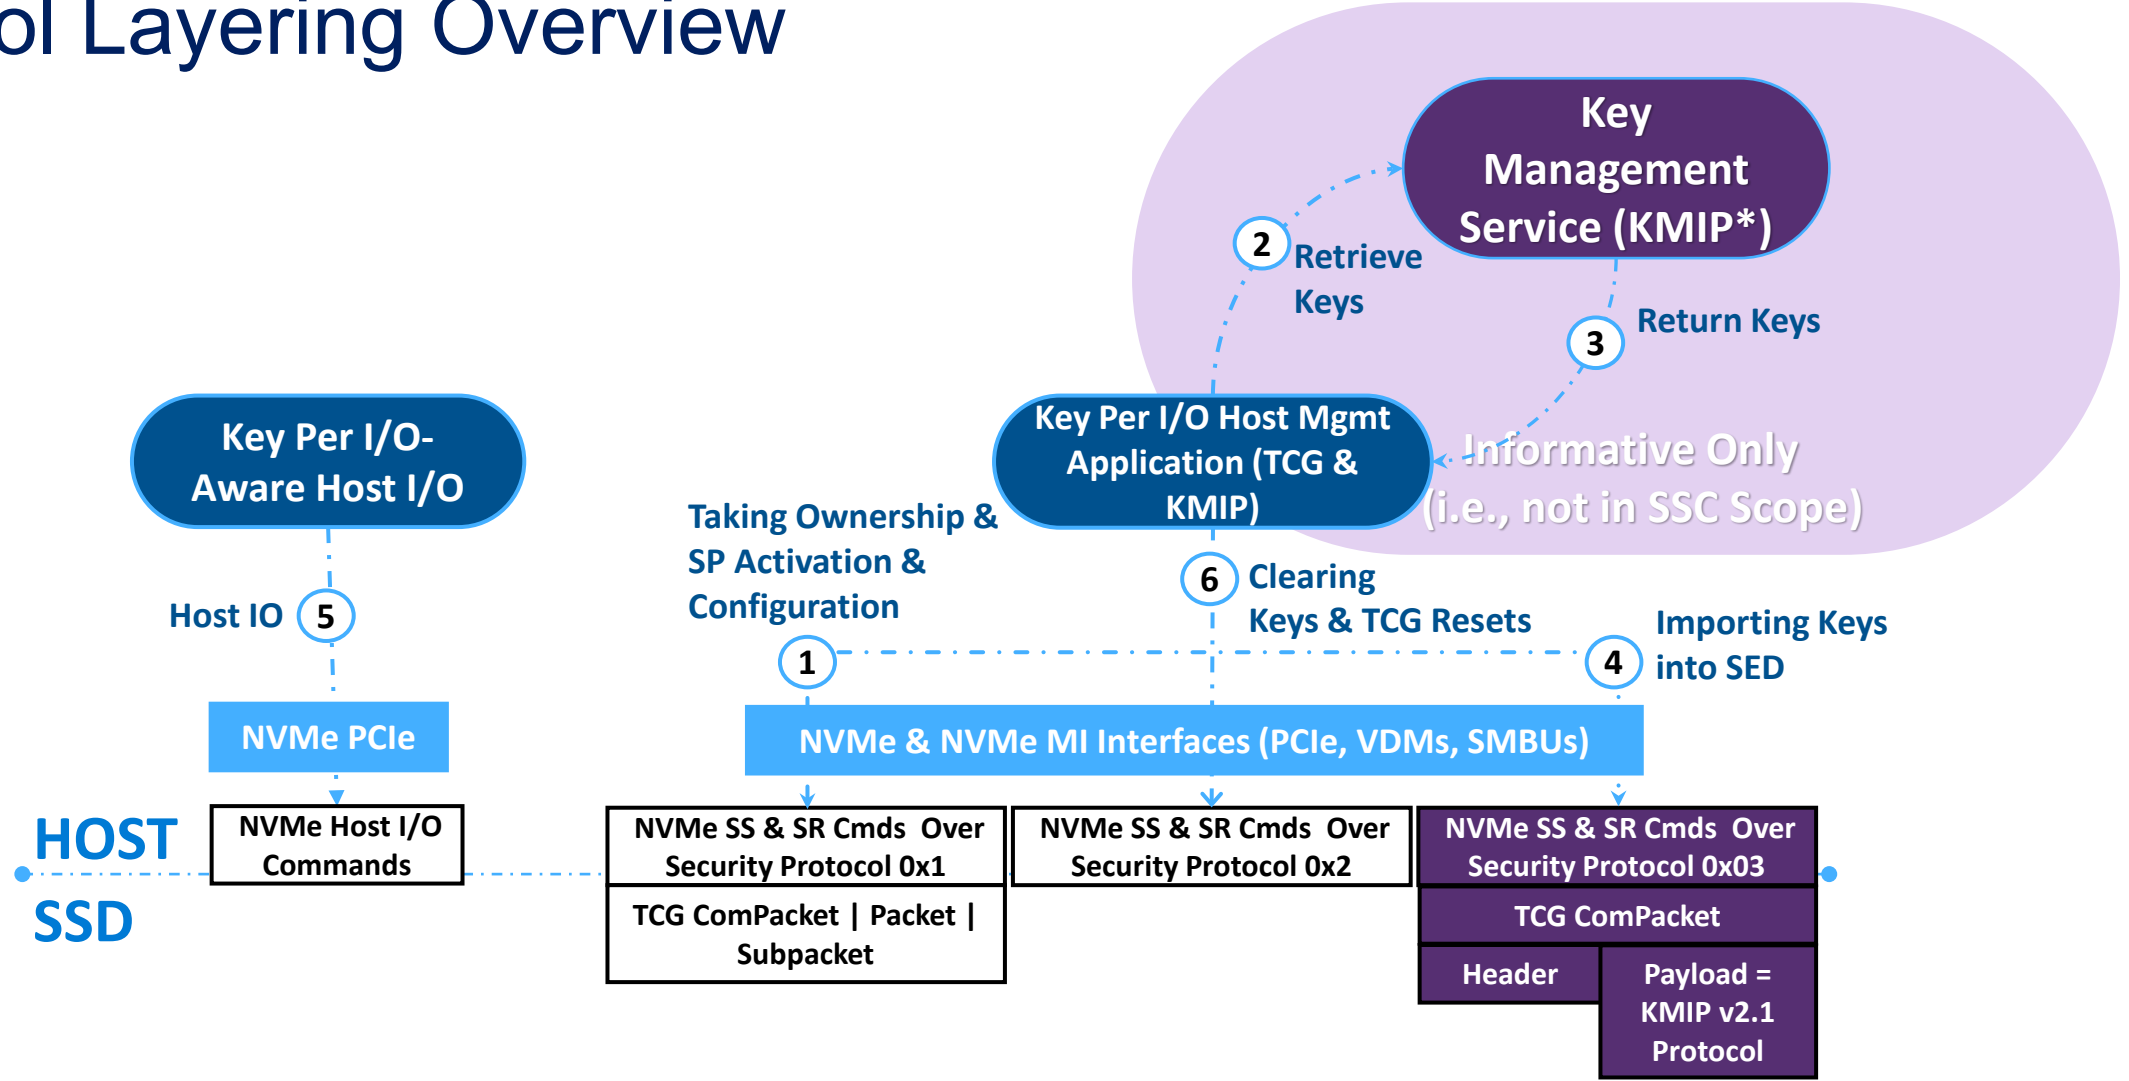 ol Layering Overview
Key
Management
Service (KMIP*)
2
Retrieve
Keys
3
Return Keys
Key Per I/O-
Aware Host I/O
Key Per I/O Host Mgmt
Application (TCG &
KMIP)
Informative Only
(i.e., not in SSC Scope)
Taking Ownership &
SP Activation &
Configuration
6
Clearing
Keys & TCG Resets
Host IO
5
1
4
Importing Keys
into SED
NVMe PCIe
NVMe & NVMe MI Interfaces (PCIe, VDMs, SMBUs)
HOST
SSD
NVMe Host I/O
Commands
NVMe SS & SR Cmds Over
Security Protocol 0x1
TCG ComPacket | Packet |
Subpacket
NVMe SS & SR Cmds Over
Security Protocol 0x2
NVMe SS & SR Cmds Over
Security Protocol 0x03
TCG ComPacket
Header
Payload =
KMIP v2.1
Protocol